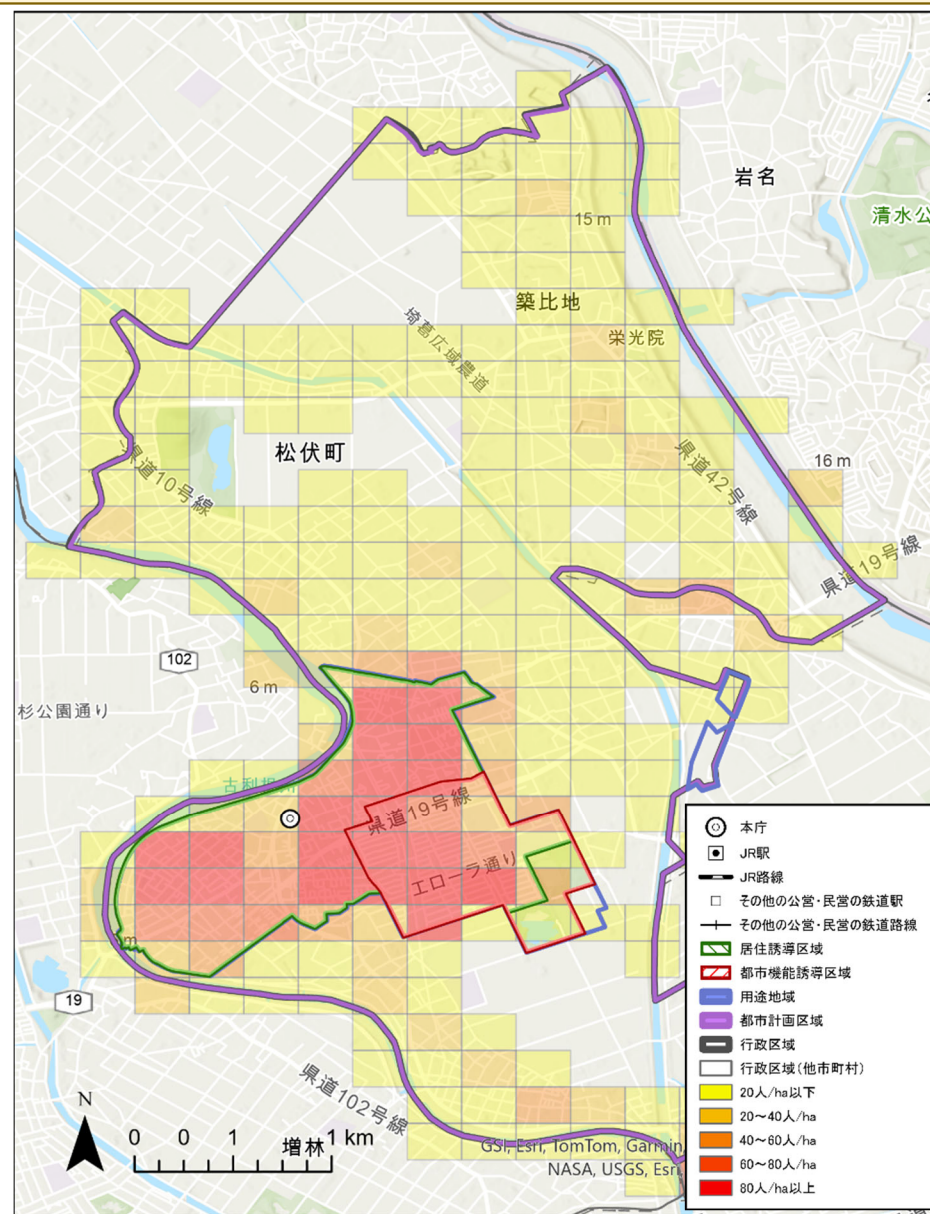 岩名
清水公
15 m
築比地
栄光院
埼葛広域農道
松伏町
県道10号線
県道42号線
16 m
県道19号線
102
6 m
杉公園通り
古利根川
県道19号線
エローラ通り
m
19
県道102号線
N
0 0 1 1 km
増林
GSI, Esri, TomTom, Garmin,
NASA, USGS, Esri
本庁
JR駅
JR路線
その他の公営・民営の鉄道駅
その他の公営・民営の鉄道路線
居住誘導区域
都市機能誘導区域
用途地域
都市計画区域
行政区域
行政区域(他市町村)
20人/ha以下
20～40人/ha
40～60人/ha
60～80人/ha
80人/ha以上